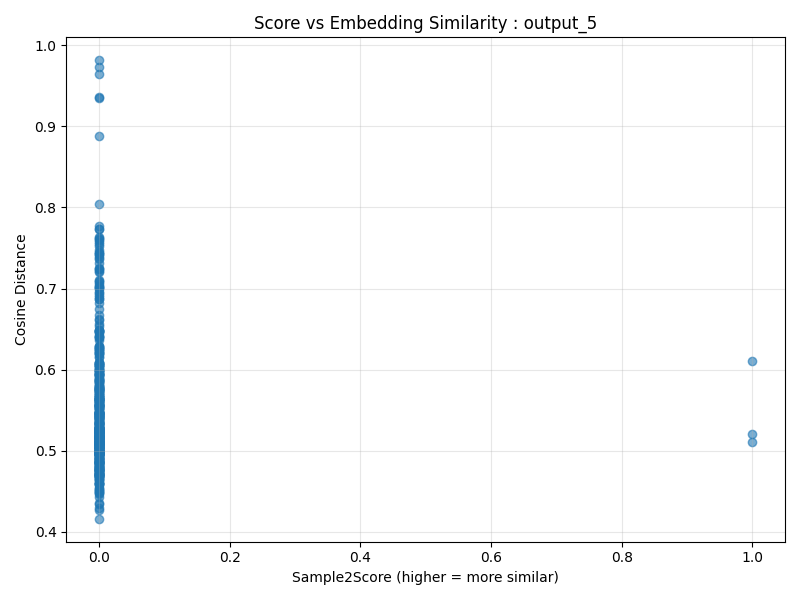 Score vs Embedding Similarity : output_5
1.0
0.9
0.8
0.7
0.6
0.5
0.4
Cosine Distance
0.0 0.2 0.4 0.6 0.8 1.0
Sample2Score (higher = more similar)